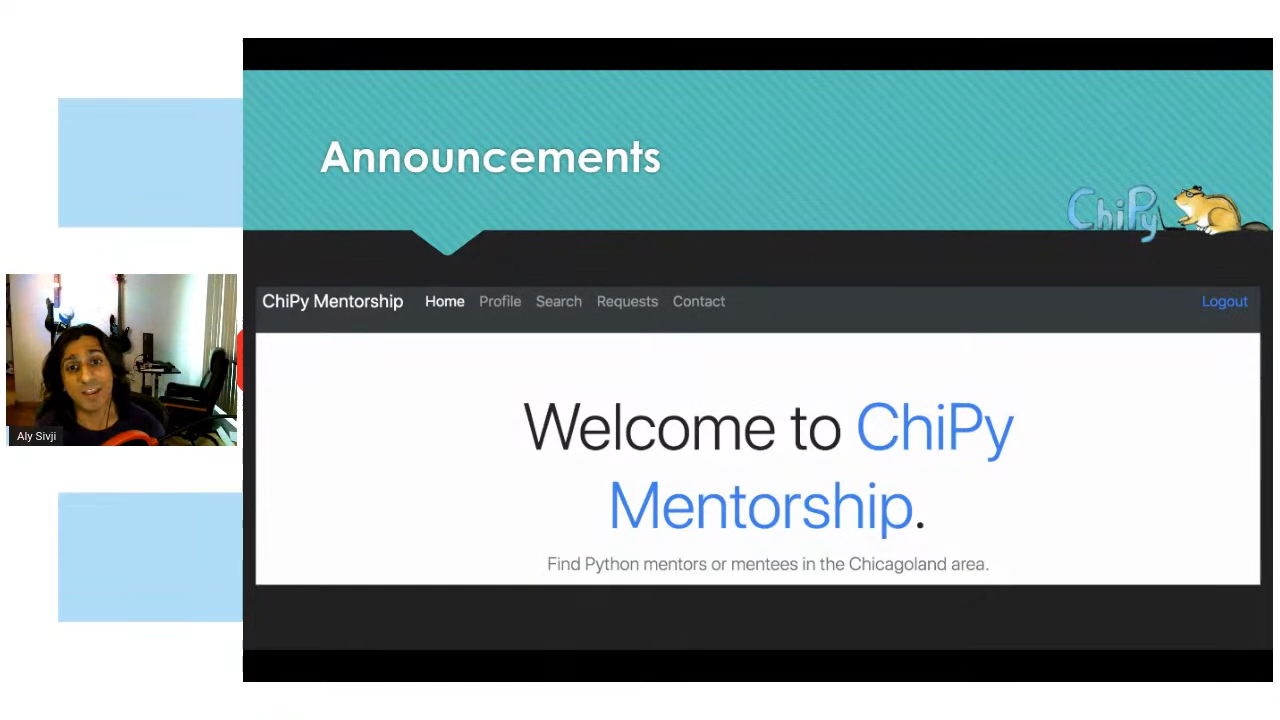 Announcements
ChiPy
ChiPy Mentorship Home Profile Search Requests Contact Logout
Welcome to ChiPy
Mentorship.
Find Python mentors or mentees in the Chicagoland area.
Aly Sivji